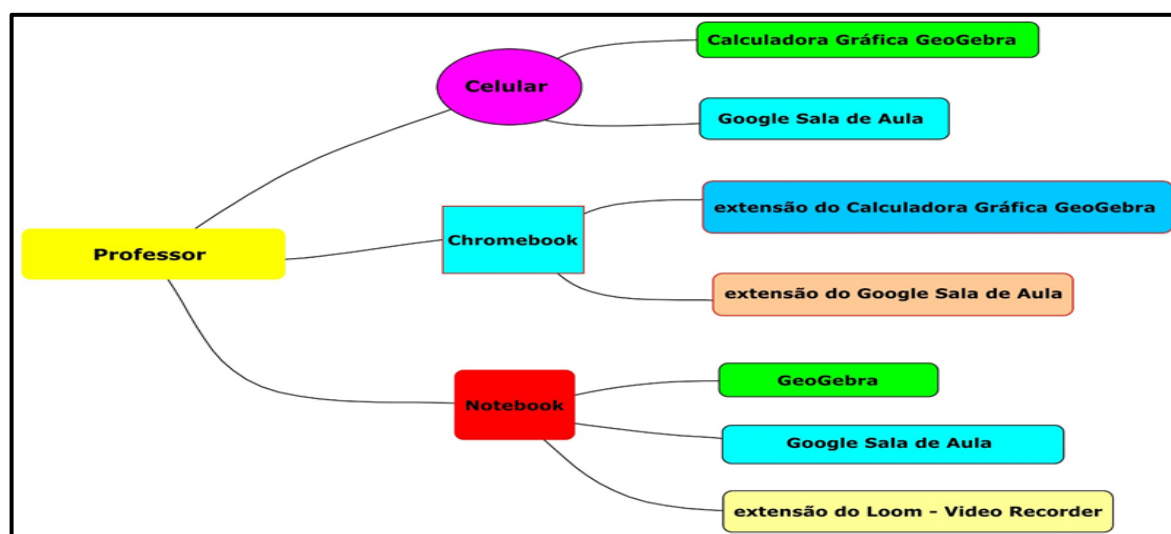 Professor
Celular
Calculadora Gráfica GeoGebra
Google Sala de Aula
Chromebook
extensão do Calculadora Gráfica GeoGebra
extensão do Google Sala de Aula
Notebook
GeoGebra
Google Sala de Aula
extensão do Loom - Video Recorder